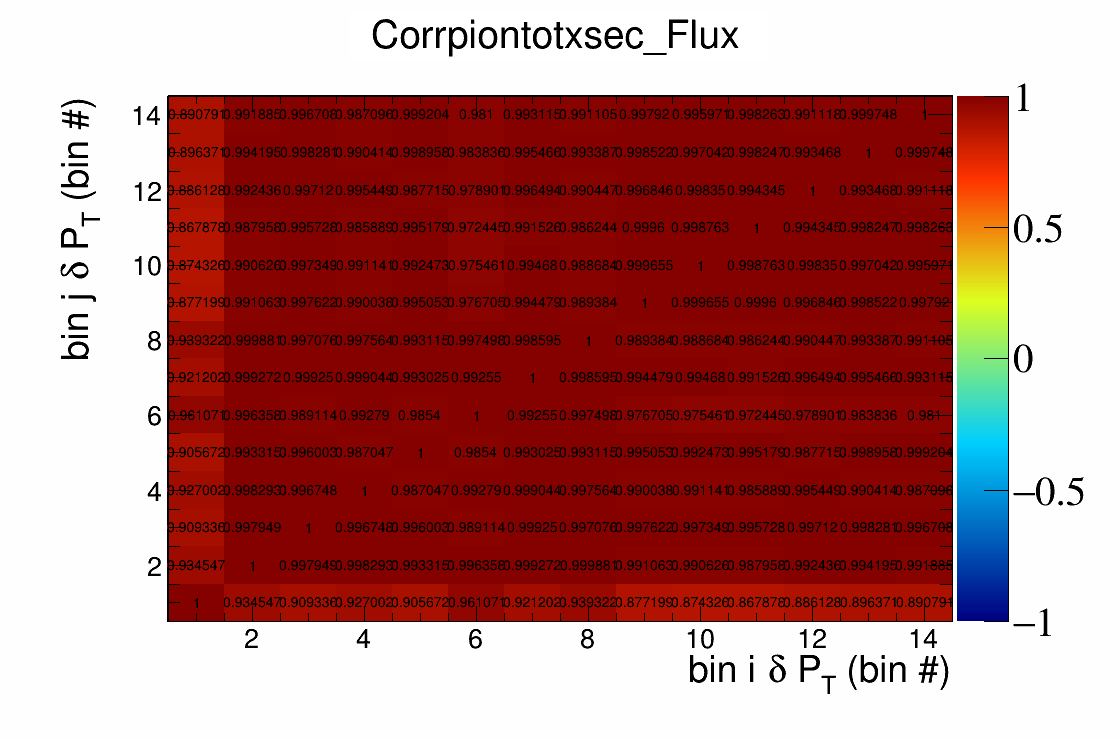 Corrpiontotxsec_Flux
bin j δ P_T (bin #)
14 0.890791 0.991885 0.996708 0.987096 0.999204 0.981 0.993115 0.991105 0.99792 0.995971 0.998263 0.991118 0.999748 1
0.896371 0.994195 0.998281 0.990414 0.998958 0.983836 0.995466 0.993387 0.998522 0.997042 0.998247 0.993468 1 0.999748
12 0.886128 0.992436 0.99712 0.995449 0.987715 0.978901 0.996494 0.990447 0.996846 0.99835 0.994345 1 0.993468 0.991118
0.867878 0.987958 0.995728 0.985889 0.995179 0.972445 0.991526 0.986244 0.9996 0.998763 1 0.994345 0.998247 0.998263
10 0.874326 0.990626 0.997349 0.991141 0.992473 0.975461 0.99468 0.988684 0.999655 1 0.998763 0.99835 0.997042 0.995971
0.877199 0.991063 0.997622 0.990038 0.995053 0.976705 0.994479 0.989384 1 0.999655 0.9996 0.996846 0.998522 0.99792
8 0.939322 0.999881 0.997076 0.997564 0.993115 0.997498 0.998595 1 0.989384 0.988684 0.986244 0.990447 0.993387 0.991105
0.921202 0.999272 0.99925 0.999044 0.993025 0.99255 1 0.998595 0.994479 0.99468 0.991526 0.996494 0.995466 0.993115
6 0.961071 0.996358 0.989114 0.99279 0.9854 1 0.99255 0.997498 0.976705 0.975461 0.972445 0.978901 0.983836 0.981
0.905672 0.993315 0.996003 0.987047 1 0.9854 0.993025 0.993115 0.995053 0.992473 0.995179 0.987715 0.998958 0.999204
4 0.927002 0.998293 0.996748 1 0.987047 0.99279 0.999044 0.997564 0.990038 0.991141 0.985889 0.995449 0.990414 0.987096
0.909336 0.997949 1 0.996748 0.996003 0.989114 0.99925 0.997076 0.997622 0.997349 0.995728 0.99712 0.998281 0.996708
2 0.934547 1 0.997949 0.998293 0.993315 0.996358 0.999272 0.999881 0.991063 0.990626 0.987958 0.992436 0.994195 0.991885
1 0.934547 0.909336 0.927002 0.905672 0.961071 0.921202 0.939322 0.877199 0.874326 0.867878 0.886128 0.896371 0.890791
2 4 6 8 10 12 14
bin i δ P_T (bin #)
1
0.5
0
−0.5
−1